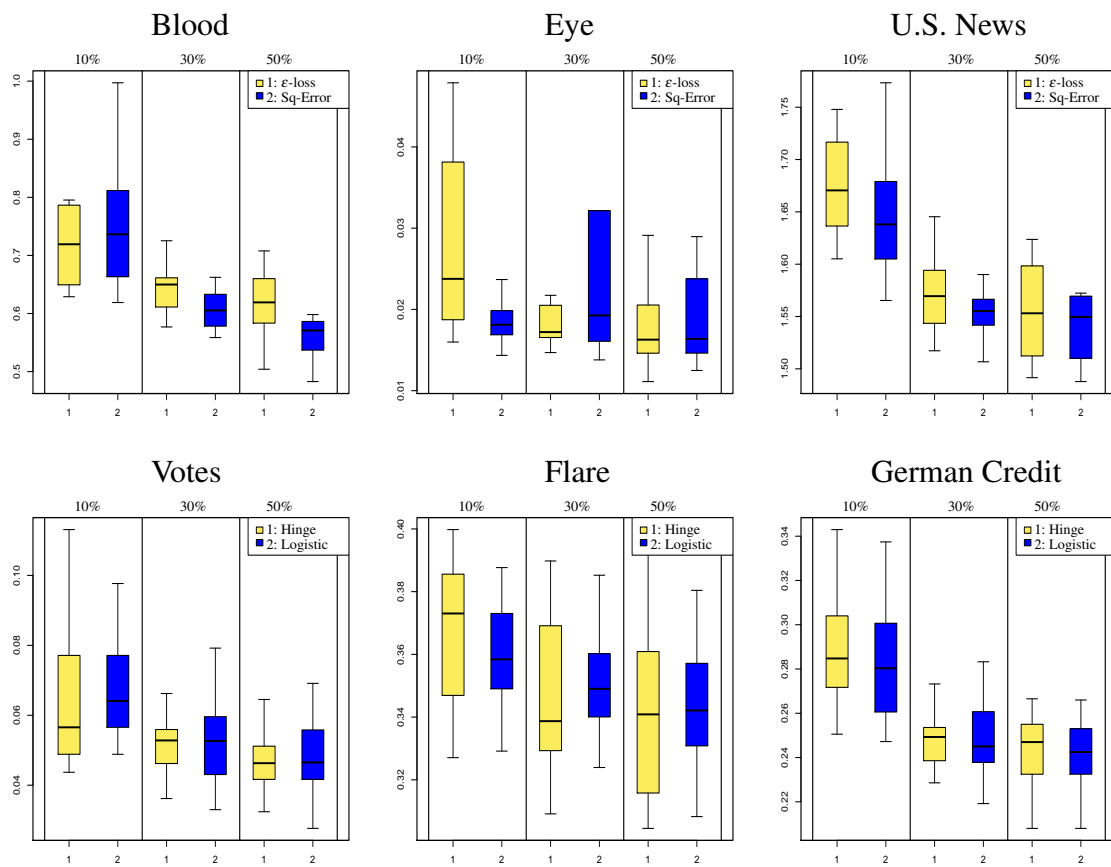 Blood
10% 30% 50%
1: ε-loss
2: Sq-Error
1.0
0.9
0.8
0.7
0.6
0.5
1 2 1 2 1 2
Eye
10% 30% 50%
1: ε-loss
2: Sq-Error
0.04
0.03
0.02
0.01
1 2 1 2 1 2
U.S. News
10% 30% 50%
1: ε-loss
2: Sq-Error
1.75
1.70
1.65
1.60
1.55
1.50
1 2 1 2 1 2
Votes
10% 30% 50%
1: Hinge
2: Logistic
0.10
0.08
0.06
0.04
1 2 1 2 1 2
Flare
10% 30% 50%
1: Hinge
2: Logistic
0.40
0.38
0.36
0.34
0.32
1 2 1 2 1 2
German Credit
10% 30% 50%
1: Hinge
2: Logistic
0.34
0.32
0.30
0.28
0.26
0.24
0.22
1 2 1 2 1 2